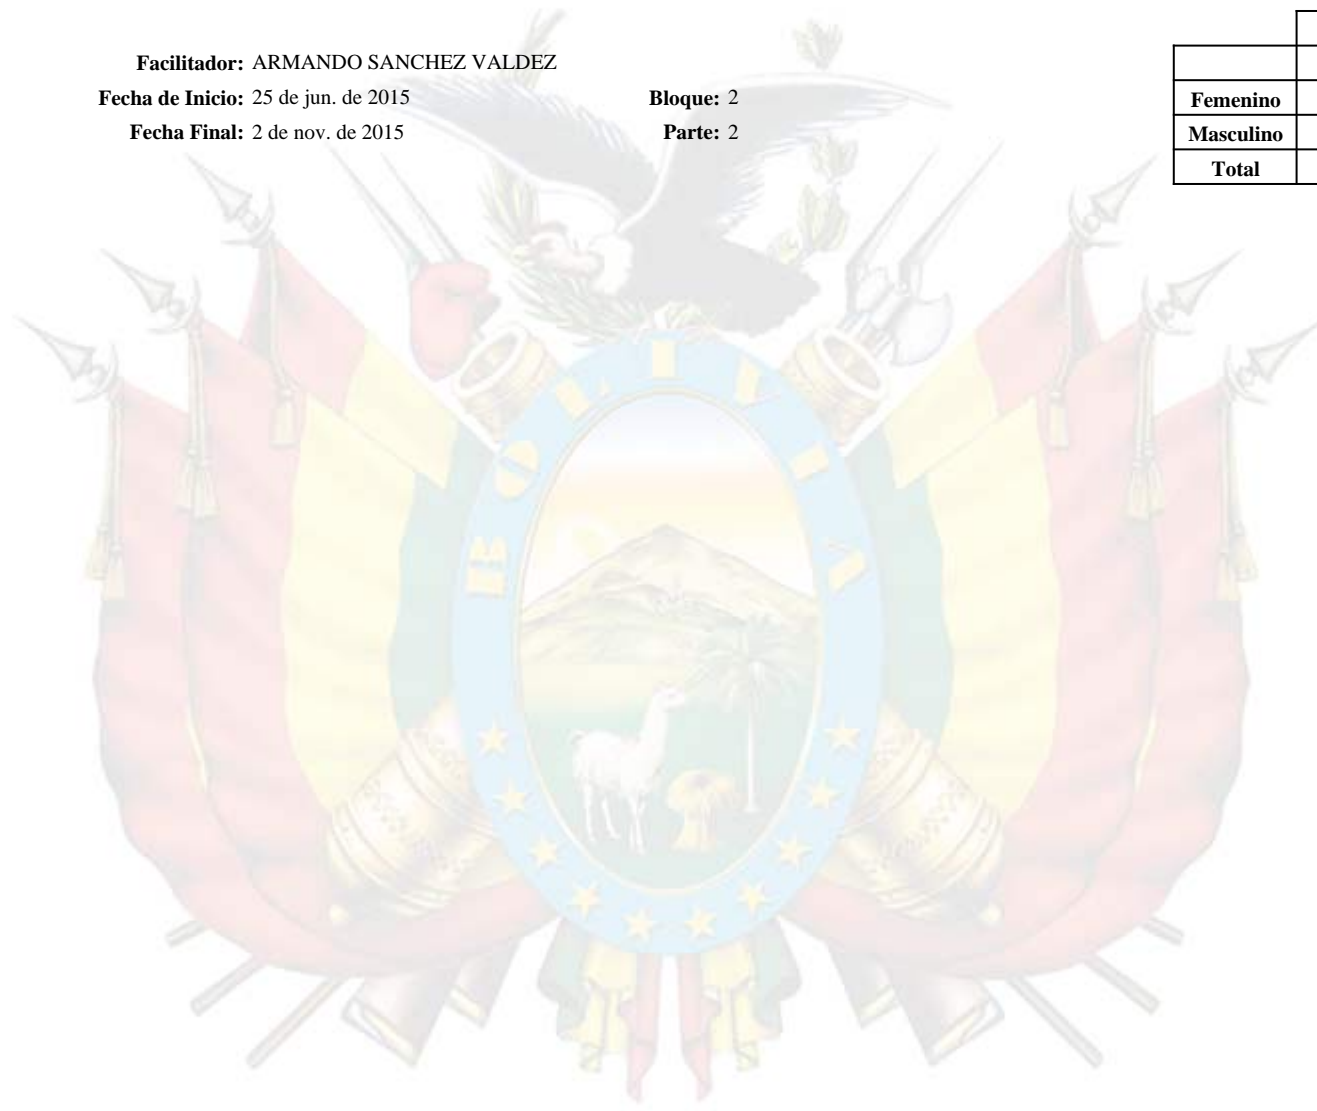 Facilitador: ARMANDO SANCHEZ VALDEZ
Fecha de Inicio: 25 de jun. de 2015 Bloque: 2
Fecha Final: 2 de nov. de 2015 Parte: 2
Femenino
Masculino
Total
BOLIVIA